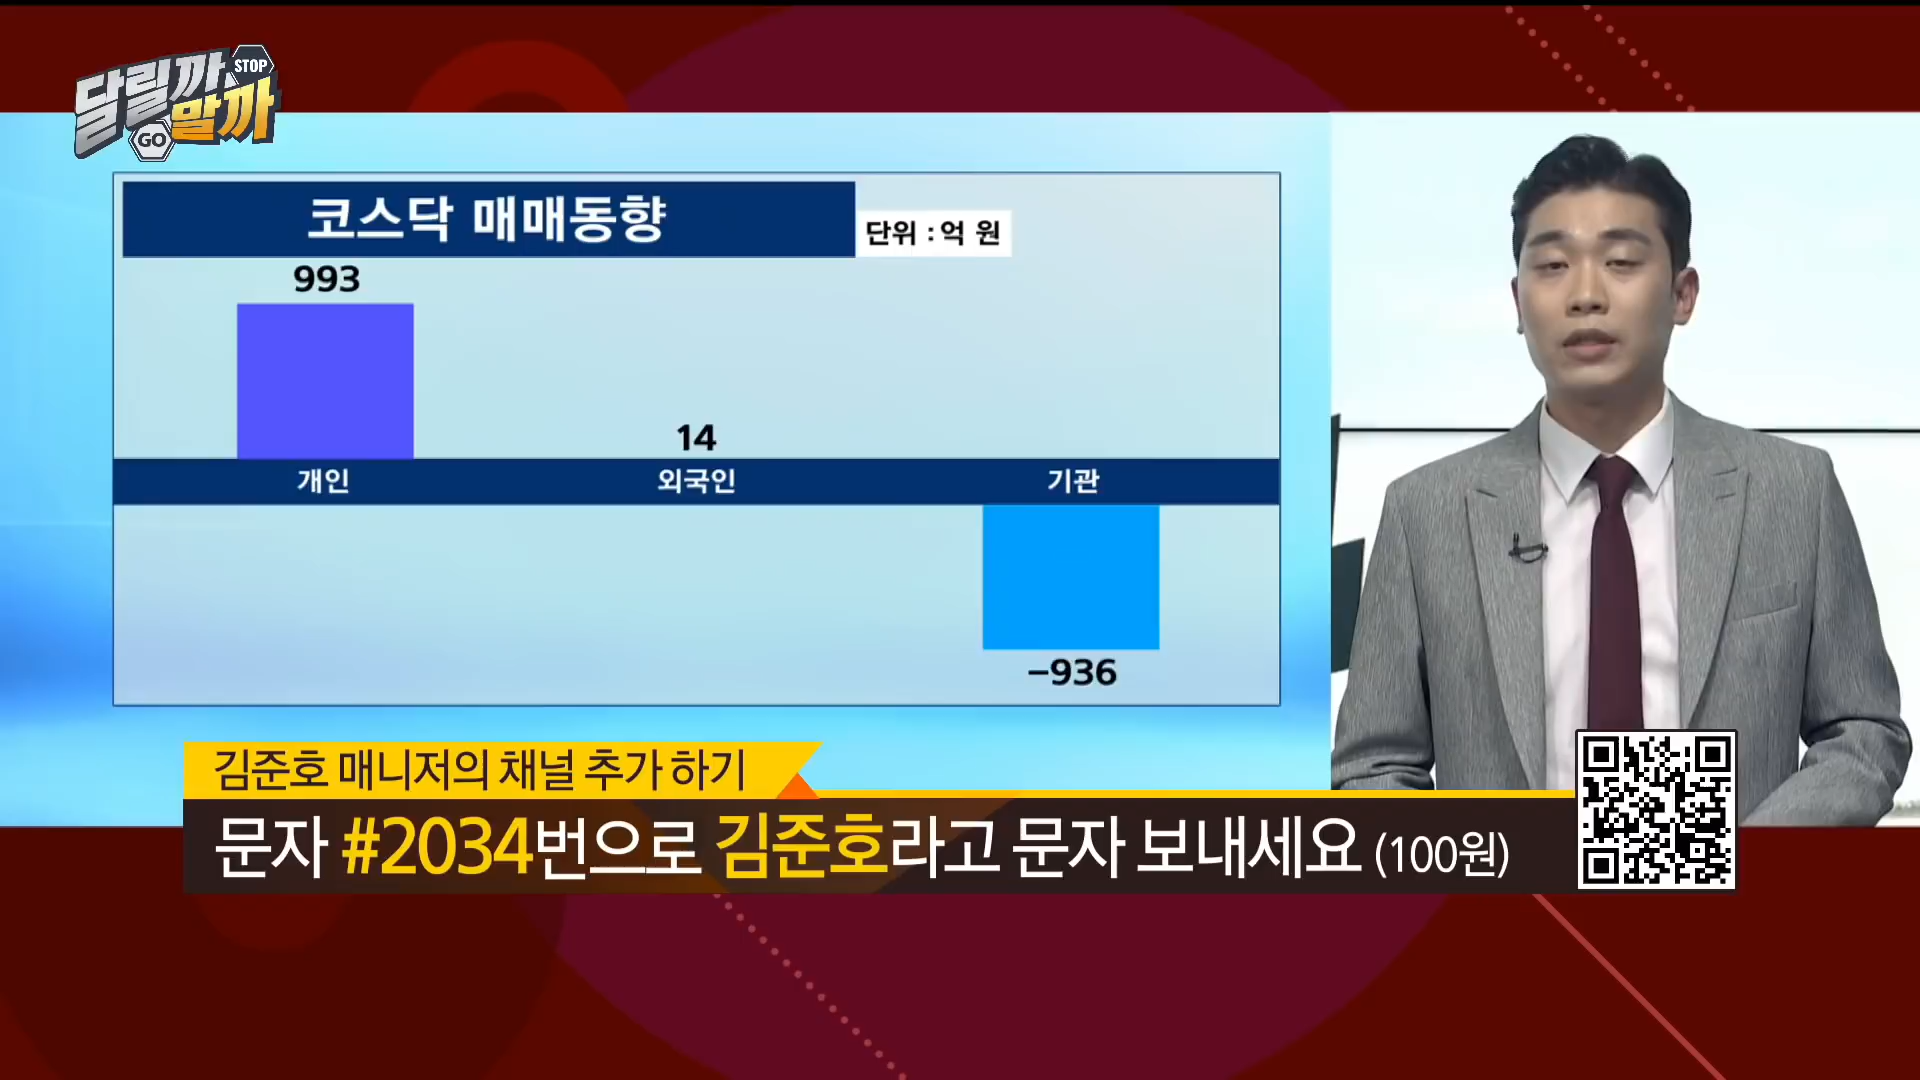 달릴까 STOP
GO 말까
코스닥 매매동향
단위 : 억 원
993
14
개인 외국인 기관
-936
김준호 매니저의 채널 추가 하기
문자 #2034번으로 김준호라고 문자 보내세요 (100원)